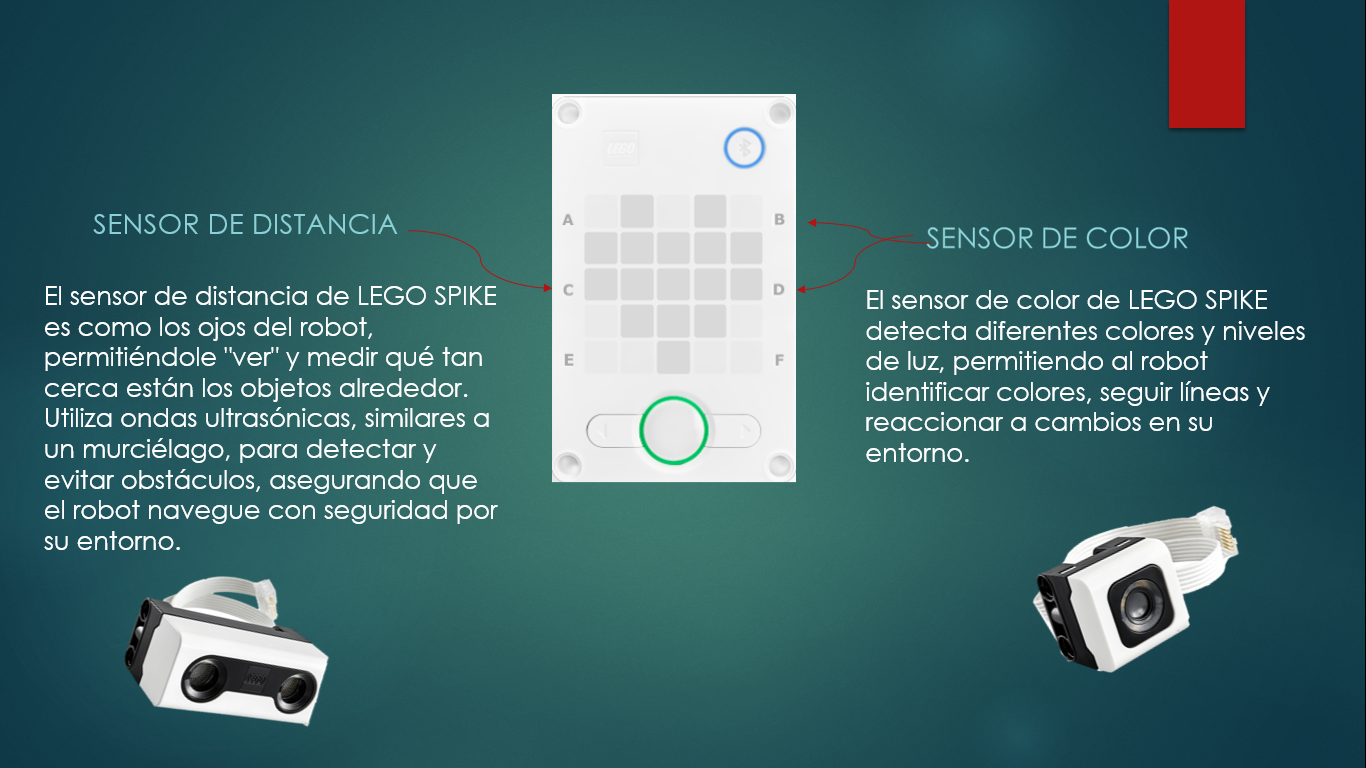 LEGO
A
B
C
D
E
F
SENSOR DE DISTANCIA
El sensor de distancia de LEGO SPIKE
es como los ojos del robot,
permitiéndole "ver" y medir qué tan
cerca están los objetos alrededor.
Utiliza ondas ultrasónicas, similares a
un murciélago, para detectar y
evitar obstáculos, asegurando que
el robot navegue con seguridad por
su entorno.
SENSOR DE COLOR
El sensor de color de LEGO SPIKE
detecta diferentes colores y niveles
de luz, permitiendo al robot
identificar colores, seguir líneas y
reaccionar a cambios en su
entorno.